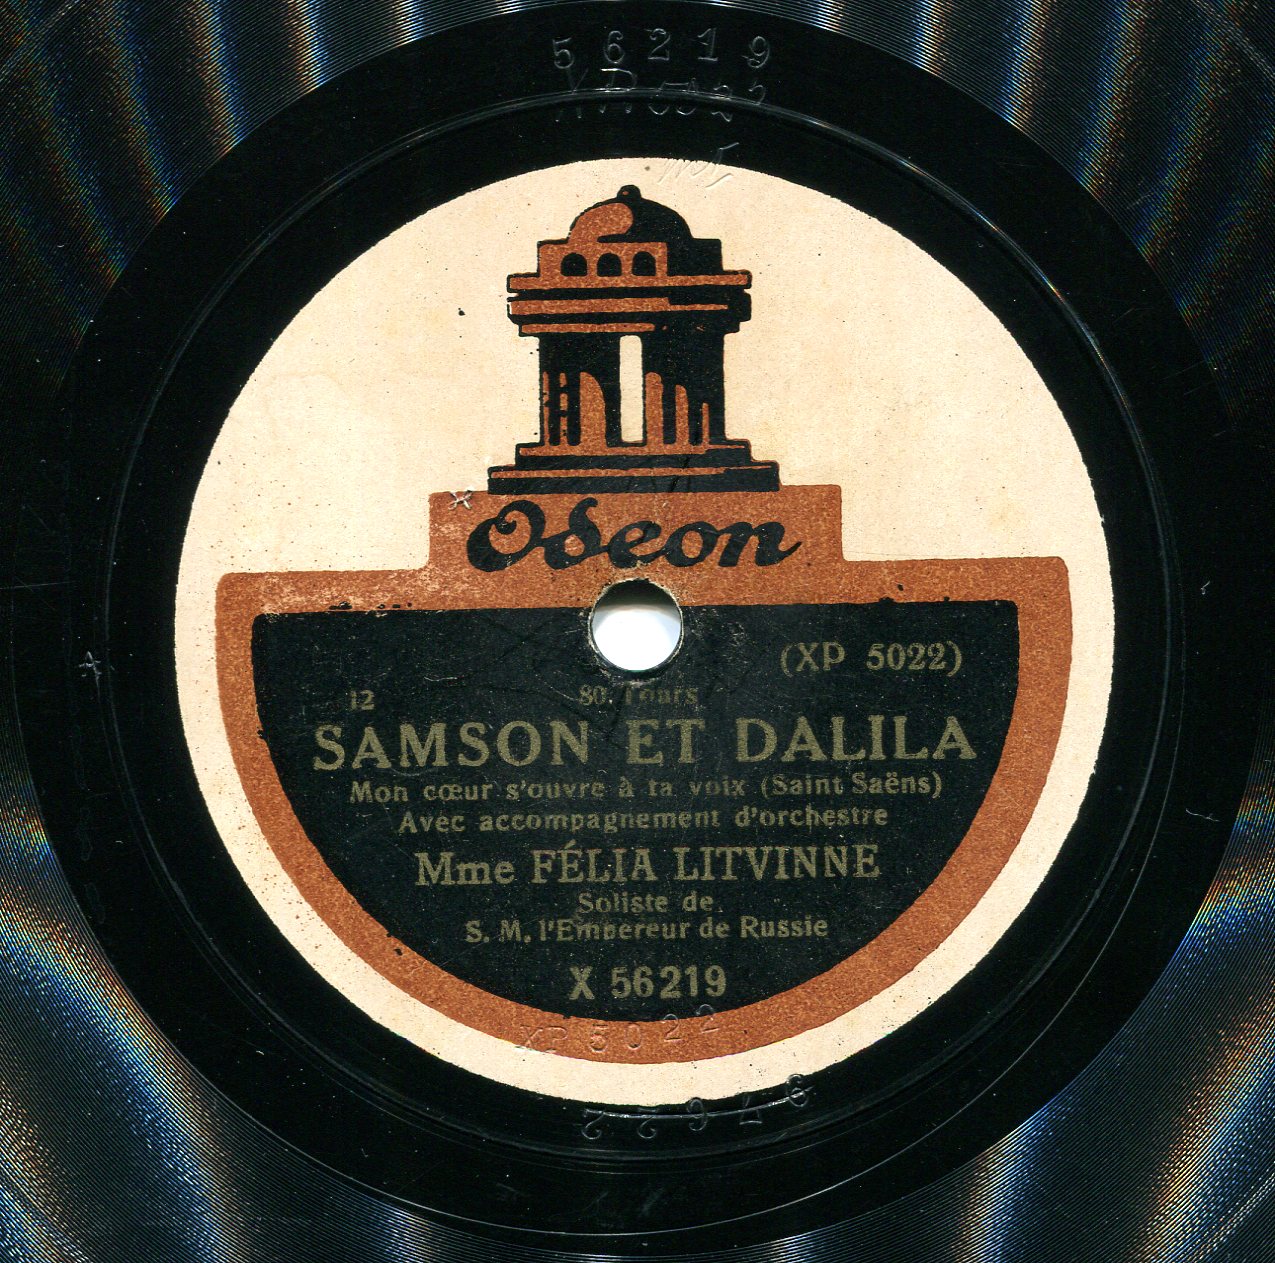 56219
Odeon
(XP 5022)
12 80 Tours
SAMSON ET DALILA
Mon cœur s'ouvre à ta voix (Saint Saëns)
Avec accompagnement d'orchestre
Mme FÉLIA LITVINNE
Soliste de
S. M. l'Empereur de Russie
X 56219
XP 5022